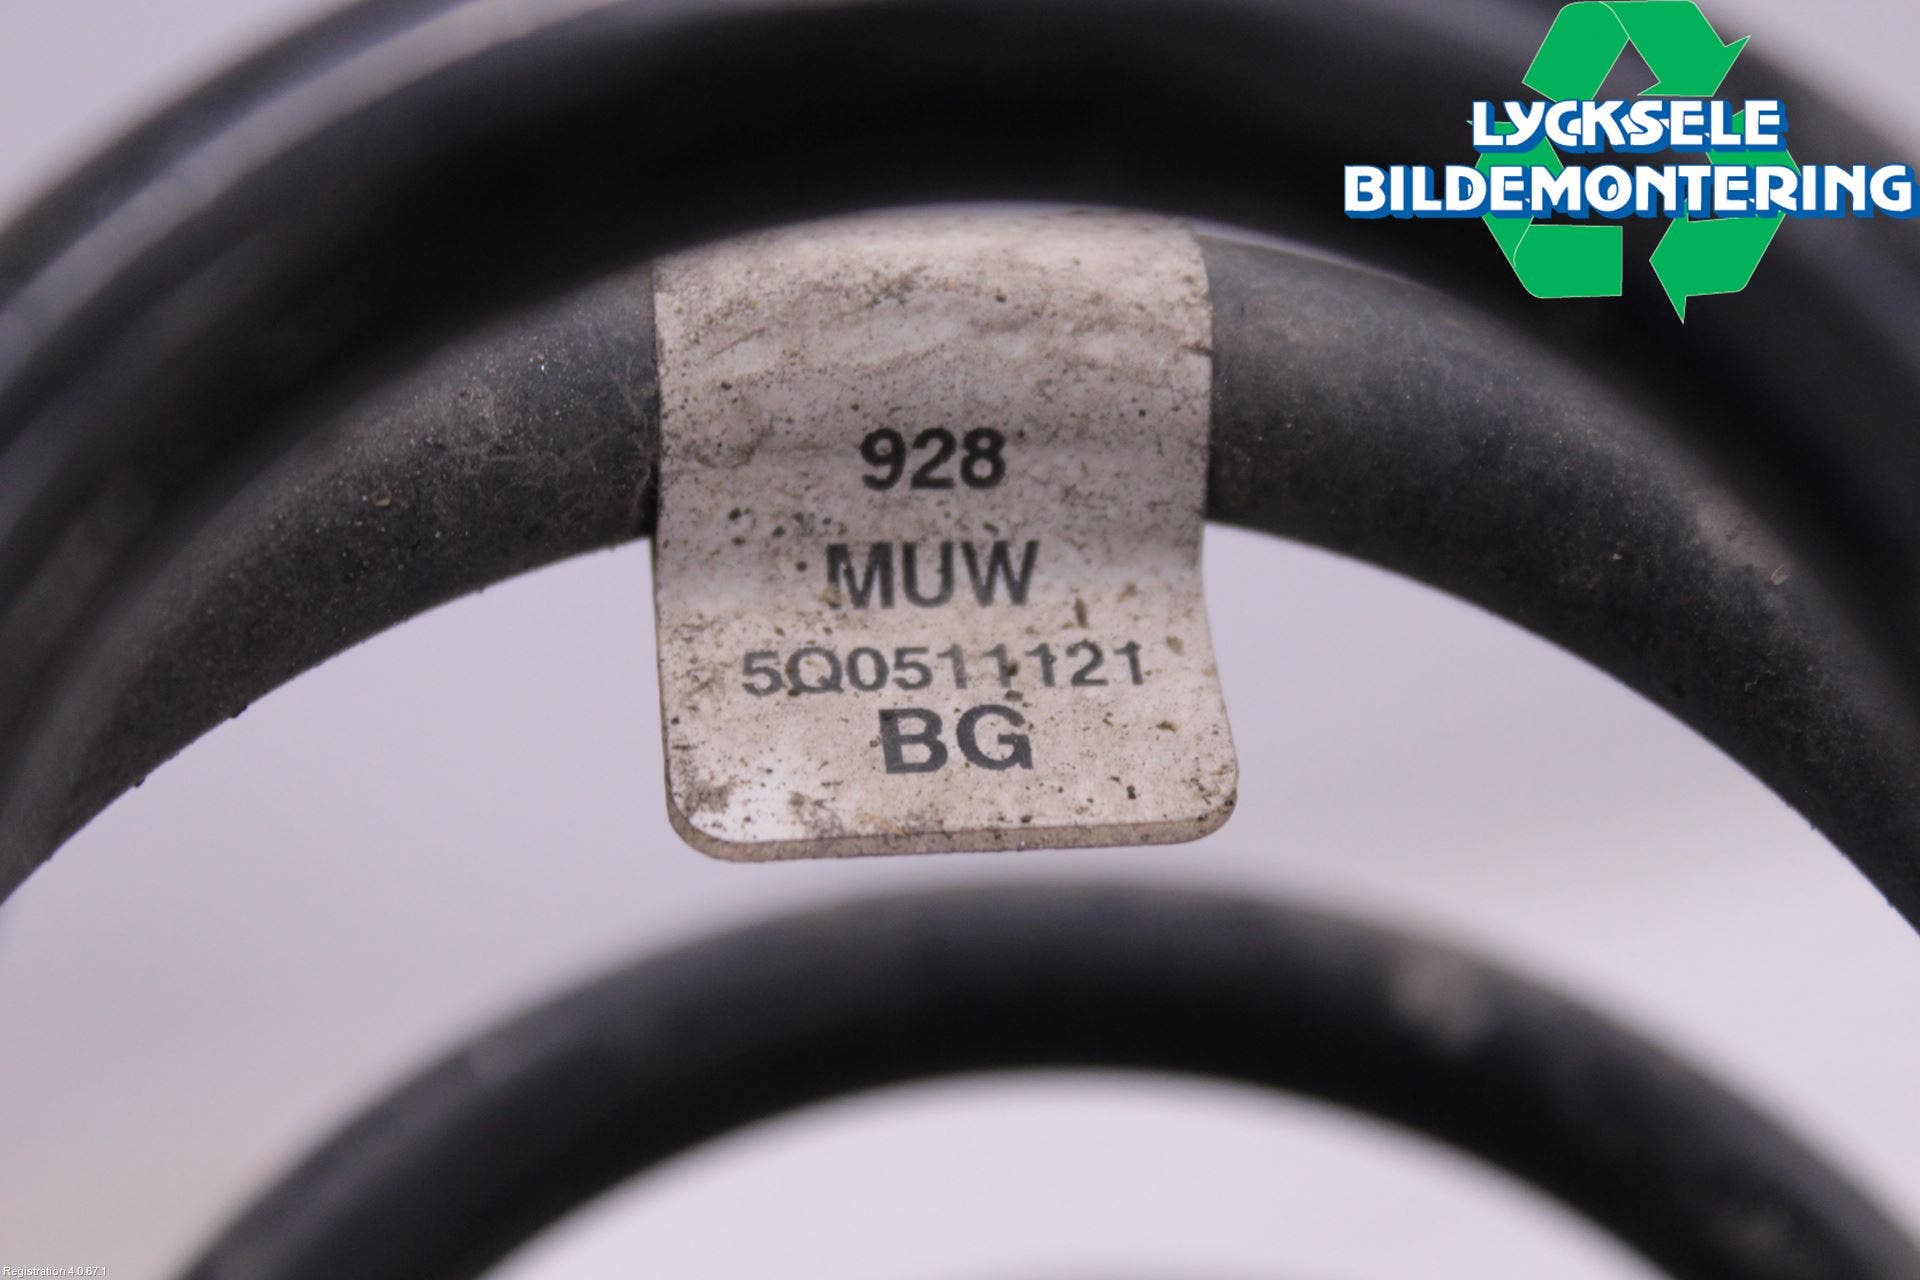 LYCKSELE
BILDEMONTERING
928
MUW
5Q0511121
BG
Registration 4.0.67.1